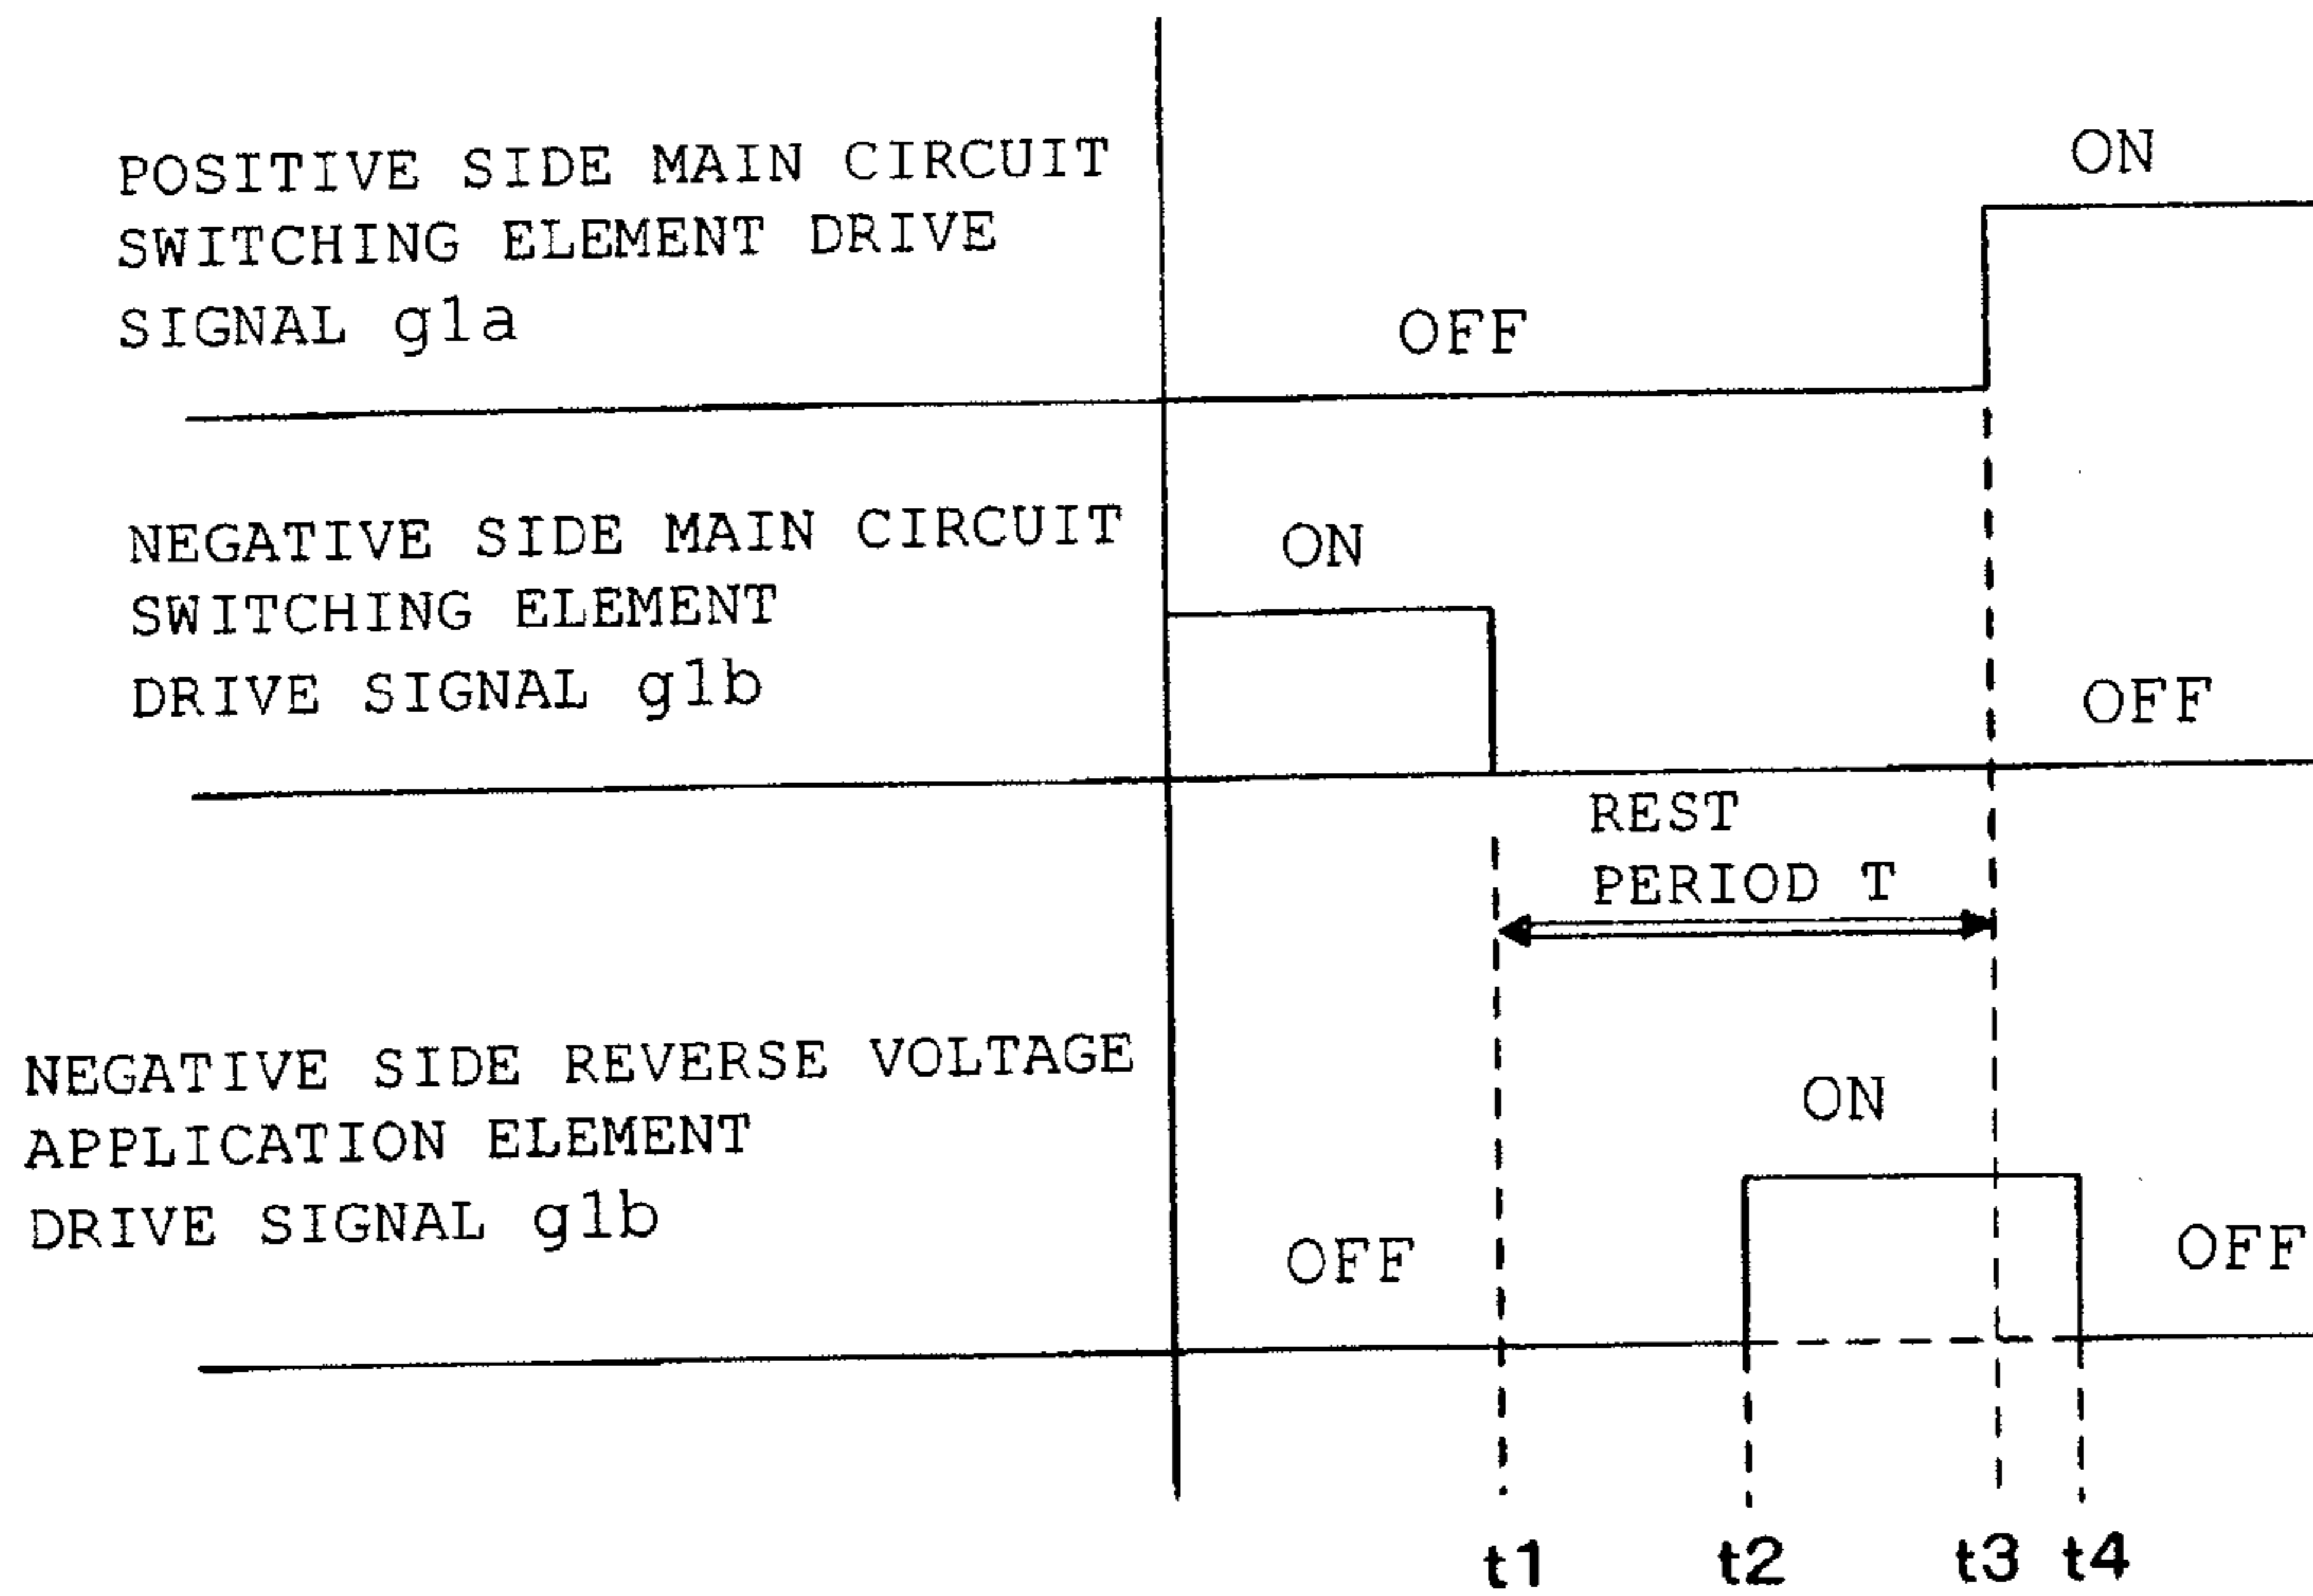 POSITIVE SIDE MAIN CIRCUIT
SWITCHING ELEMENT DRIVE
SIGNAL g1a
ON
OFF
NEGATIVE SIDE MAIN CIRCUIT
SWITCHING ELEMENT
DRIVE SIGNAL g1b
ON
OFF
REST
PERIOD T
NEGATIVE SIDE REVERSE VOLTAGE
APPLICATION ELEMENT
DRIVE SIGNAL g1b
ON
OFF
OFF
t1 t2 t3 t4